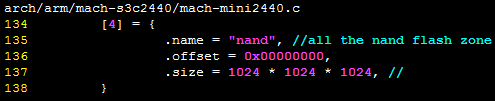 arch/arm/mach-s3c2440/mach-mini2440.c
134 [4] = {
135 .name = "nand", //all the nand flash zone
136 .offset = 0x00000000,
137 .size = 1024 * 1024 * 1024, //
138 }